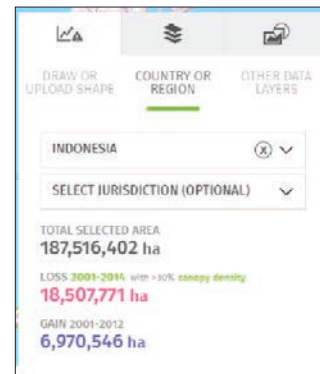 DRAW OR
UPLOAD SHAPE
COUNTRY OR
REGION
OTHER DATA
LAYERS
INDONESIA
SELECT JURISDICTION (OPTIONAL)
TOTAL SELECTED AREA
187,516,402 ha
LOSS 2001-2014 with >30% canopy density
18,507,771 ha
GAIN 2001-2012
6,970,546 ha